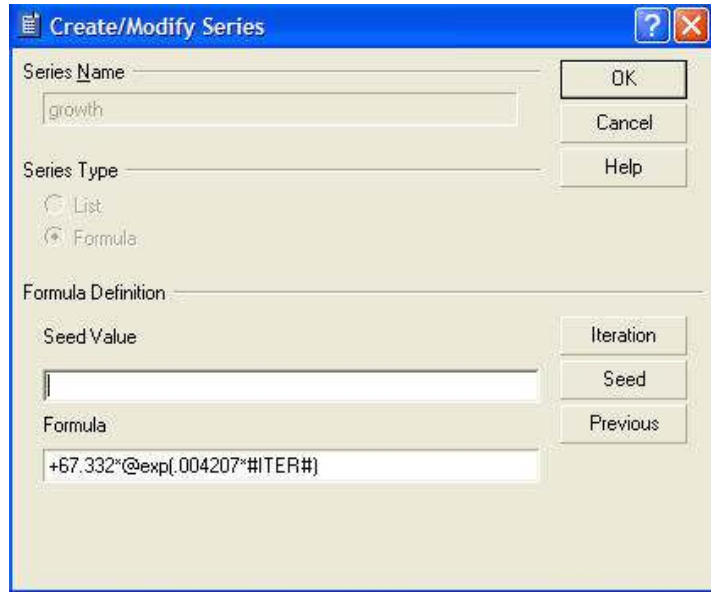 Create/Modify Series
Series Name
growth
OK
Cancel
Help
Series Type
List
Formula
Formula Definition
Seed Value
Iteration
Seed
Previous
Formula
+67.332*@exp(.004207*#ITER#)